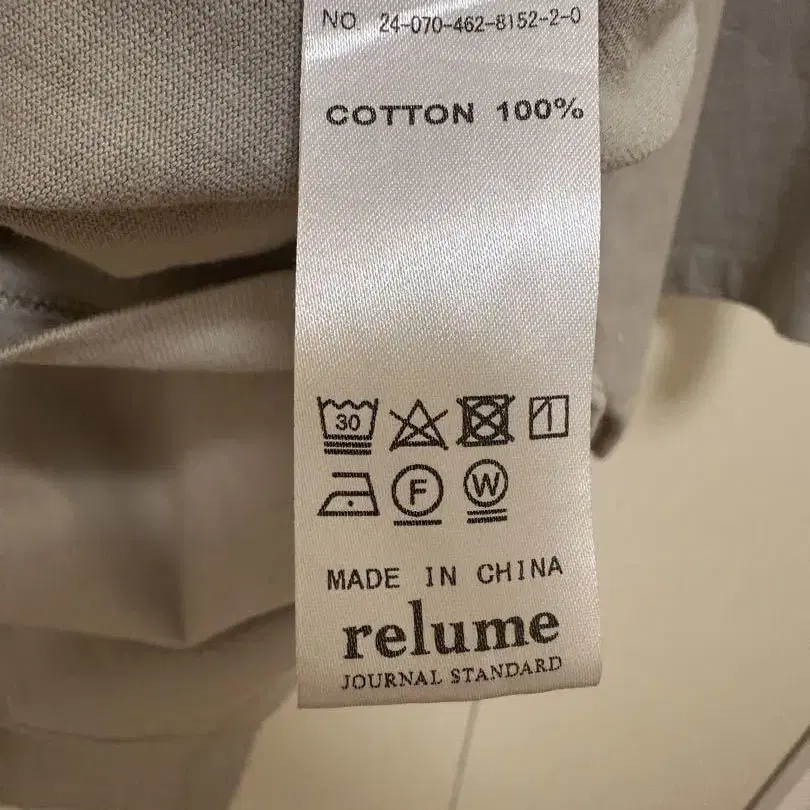 NO. 24-070-462-8152-2-0
COTTON 100%
30
F W
MADE IN CHINA
relume
JOURNAL STANDARD